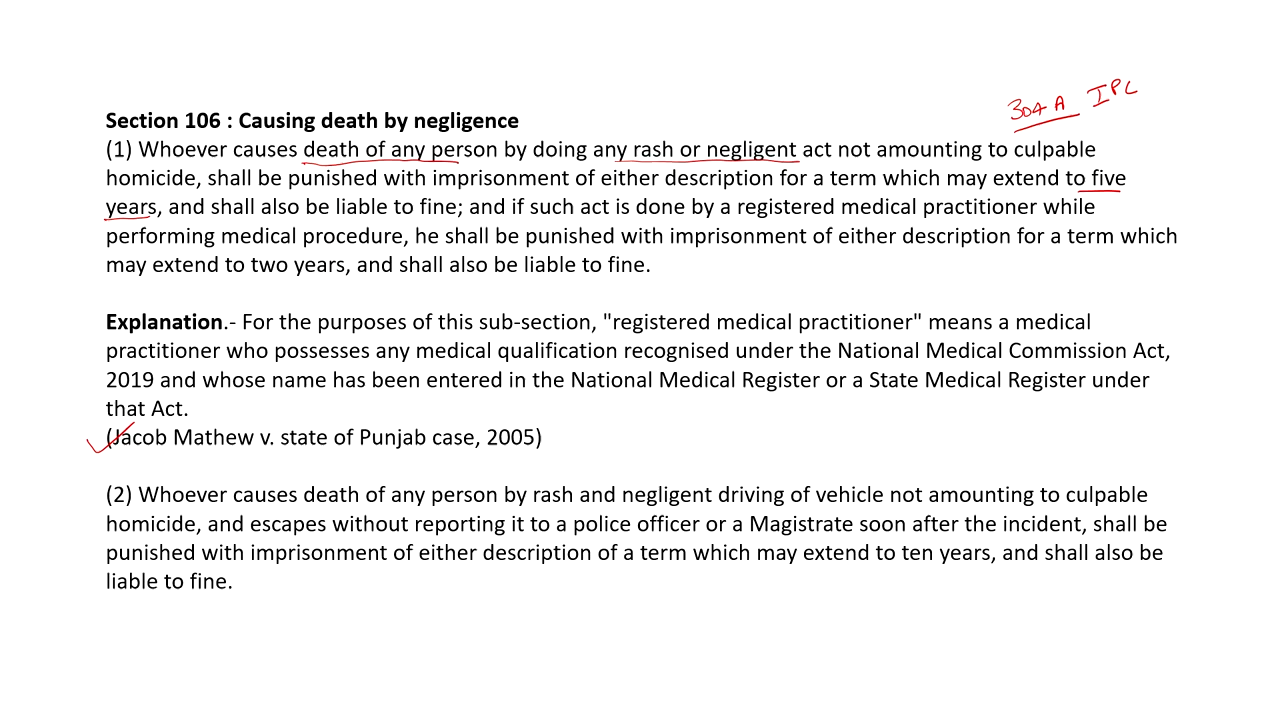 304 A IPC
Section 106 : Causing death by negligence
(1) Whoever causes death of any person by doing any rash or negligent act not amounting to culpable
homicide, shall be punished with imprisonment of either description for a term which may extend to five
years, and shall also be liable to fine; and if such act is done by a registered medical practitioner while
performing medical procedure, he shall be punished with imprisonment of either description for a term which
may extend to two years, and shall also be liable to fine.
Explanation.- For the purposes of this sub-section, "registered medical practitioner" means a medical
practitioner who possesses any medical qualification recognised under the National Medical Commission Act,
2019 and whose name has been entered in the National Medical Register or a State Medical Register under
that Act.
(Jacob Mathew v. state of Punjab case, 2005)
(2) Whoever causes death of any person by rash and negligent driving of vehicle not amounting to culpable
homicide, and escapes without reporting it to a police officer or a Magistrate soon after the incident, shall be
punished with imprisonment of either description of a term which may extend to ten years, and shall also be
liable to fine.